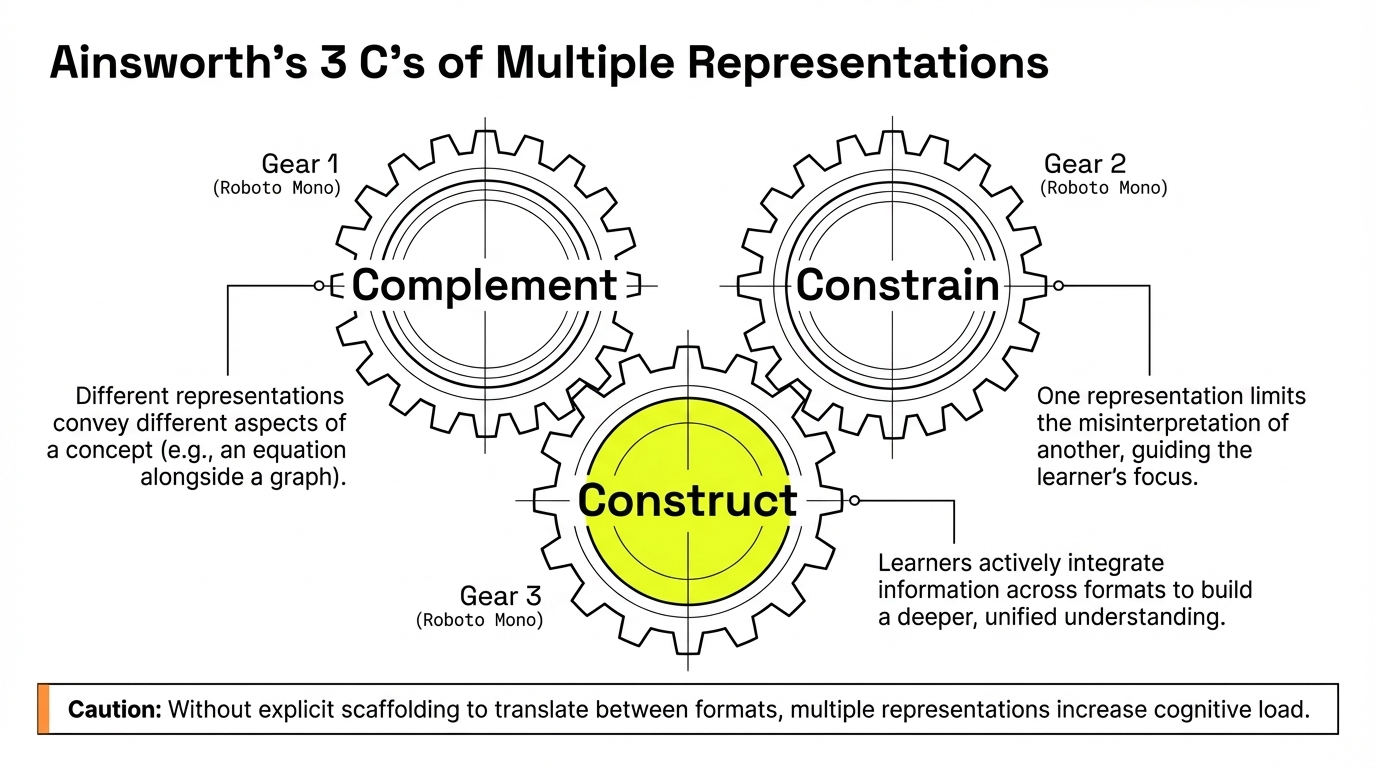 Ainsworth’s 3 C’s of Multiple Representations
Gear 1
(Roboto Mono)
Complement
Different representations
convey different aspects of
a concept (e.g., an equation
alongside a graph).
Gear 2
(Roboto Mono)
Constrain
One representation limits
the misinterpretation of
another, guiding the
learner’s focus.
Construct
Gear 3
(Roboto Mono)
Learners actively integrate
information across formats to build
a deeper, unified understanding.
Caution: Without explicit scaffolding to translate between formats, multiple representations increase cognitive load.